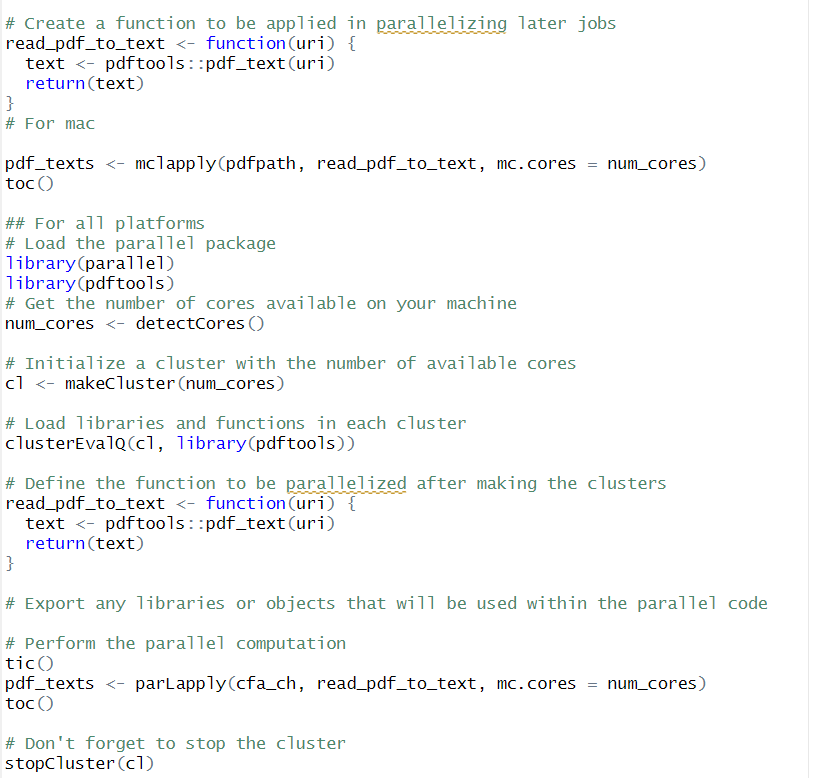 # Create a function to be applied in parallelizing later jobs
read_pdf_to_text <- function(uri) {
  text <- pdftools::pdf_text(uri)
  return(text)
}
# For mac
pdf_texts <- mclapply(pdfpath, read_pdf_to_text, mc.cores = num_cores)
toc()
## For all platforms
# Load the parallel package
library(parallel)
library(pdftools)
# Get the number of cores available on your machine
num_cores <- detectCores()
# Initialize a cluster with the number of available cores
cl <- makeCluster(num_cores)
# Load libraries and functions in each cluster
clusterEvalQ(cl, library(pdftools))
# Define the function to be parallelized after making the clusters
read_pdf_to_text <- function(uri) {
  text <- pdftools::pdf_text(uri)
  return(text)
}
# Export any libraries or objects that will be used within the parallel code
# Perform the parallel computation
tic()
pdf_texts <- parLapply(cfa_ch, read_pdf_to_text, mc.cores = num_cores)
toc()
# Don't forget to stop the cluster
stopCluster(cl)